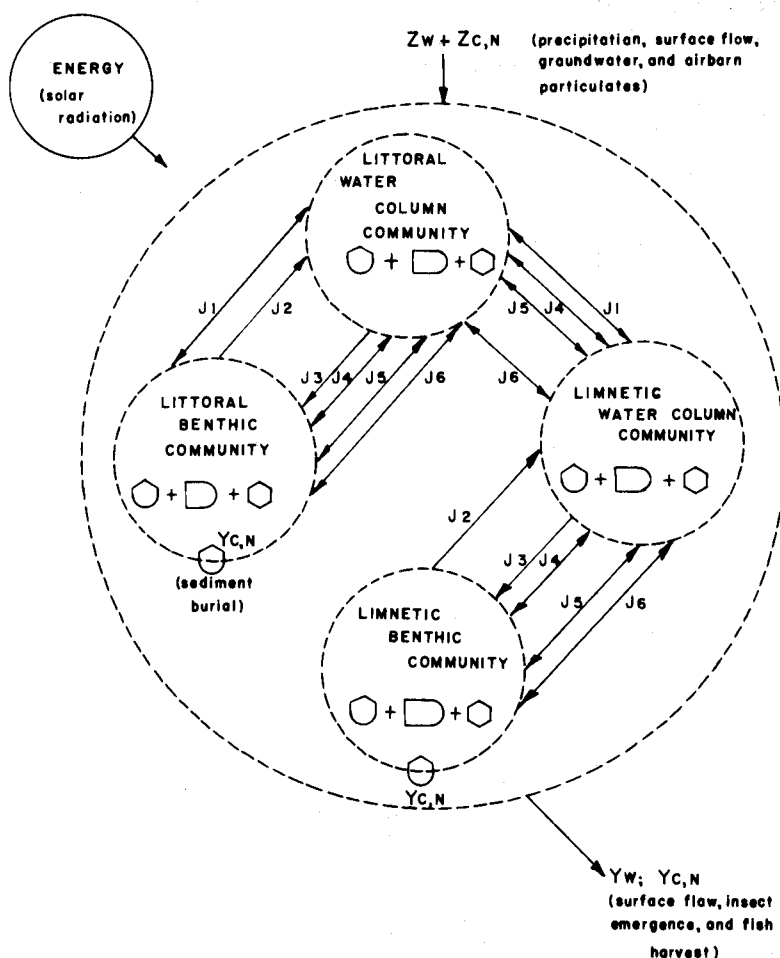 ENERGY
(solar
radiation)
ZW + ZC,N (precipitation, surface flow,
groundwater, and airbarn
particulates)
LITTORAL
WATER
COLUMN
COMMUNITY
+ +
J1
J2
J3
J4
J5
J6
J5
J4
J1
J6
LITTORAL
BENTHIC
COMMUNITY
+ +
YC,N
(sediment
burial)
LIMNETIC
WATER COLUMN
COMMUNITY
+ +
J2
J3
J4
J5
J6
LIMNETIC
BENTHIC
COMMUNITY
+ +
YC,N
YW; YC,N
(surface flaw, insect
emergence, and fish
harvest)